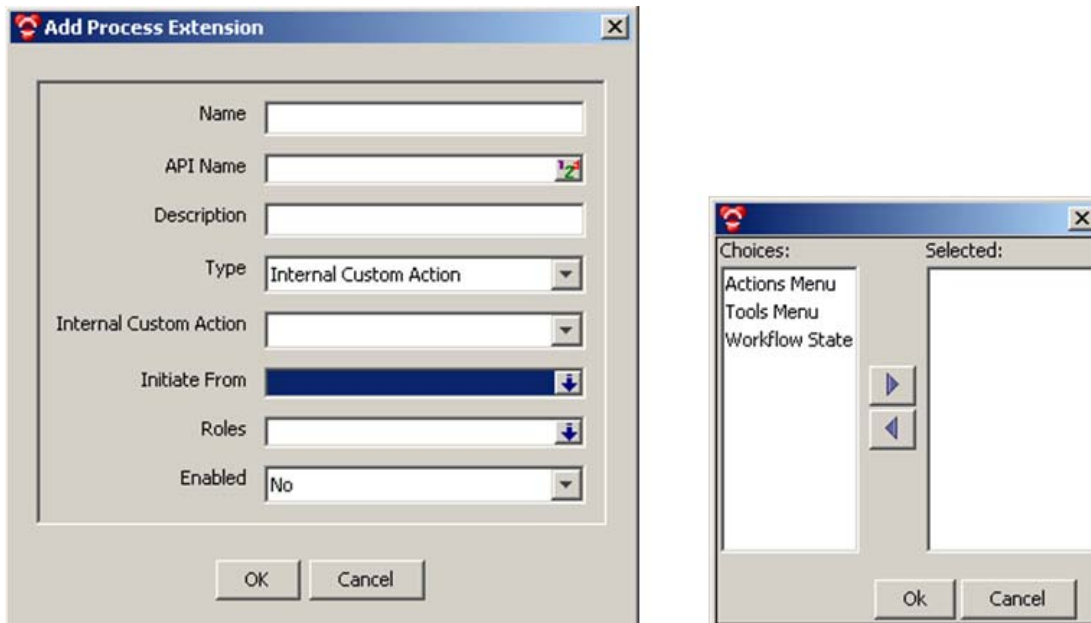 Add Process Extension
Name
API Name
Description
Type Internal Custom Action
Internal Custom Action
Initiate From
Roles
Enabled No
OK Cancel
Choices: Selected:
Actions Menu
Tools Menu
Workflow State
Ok Cancel